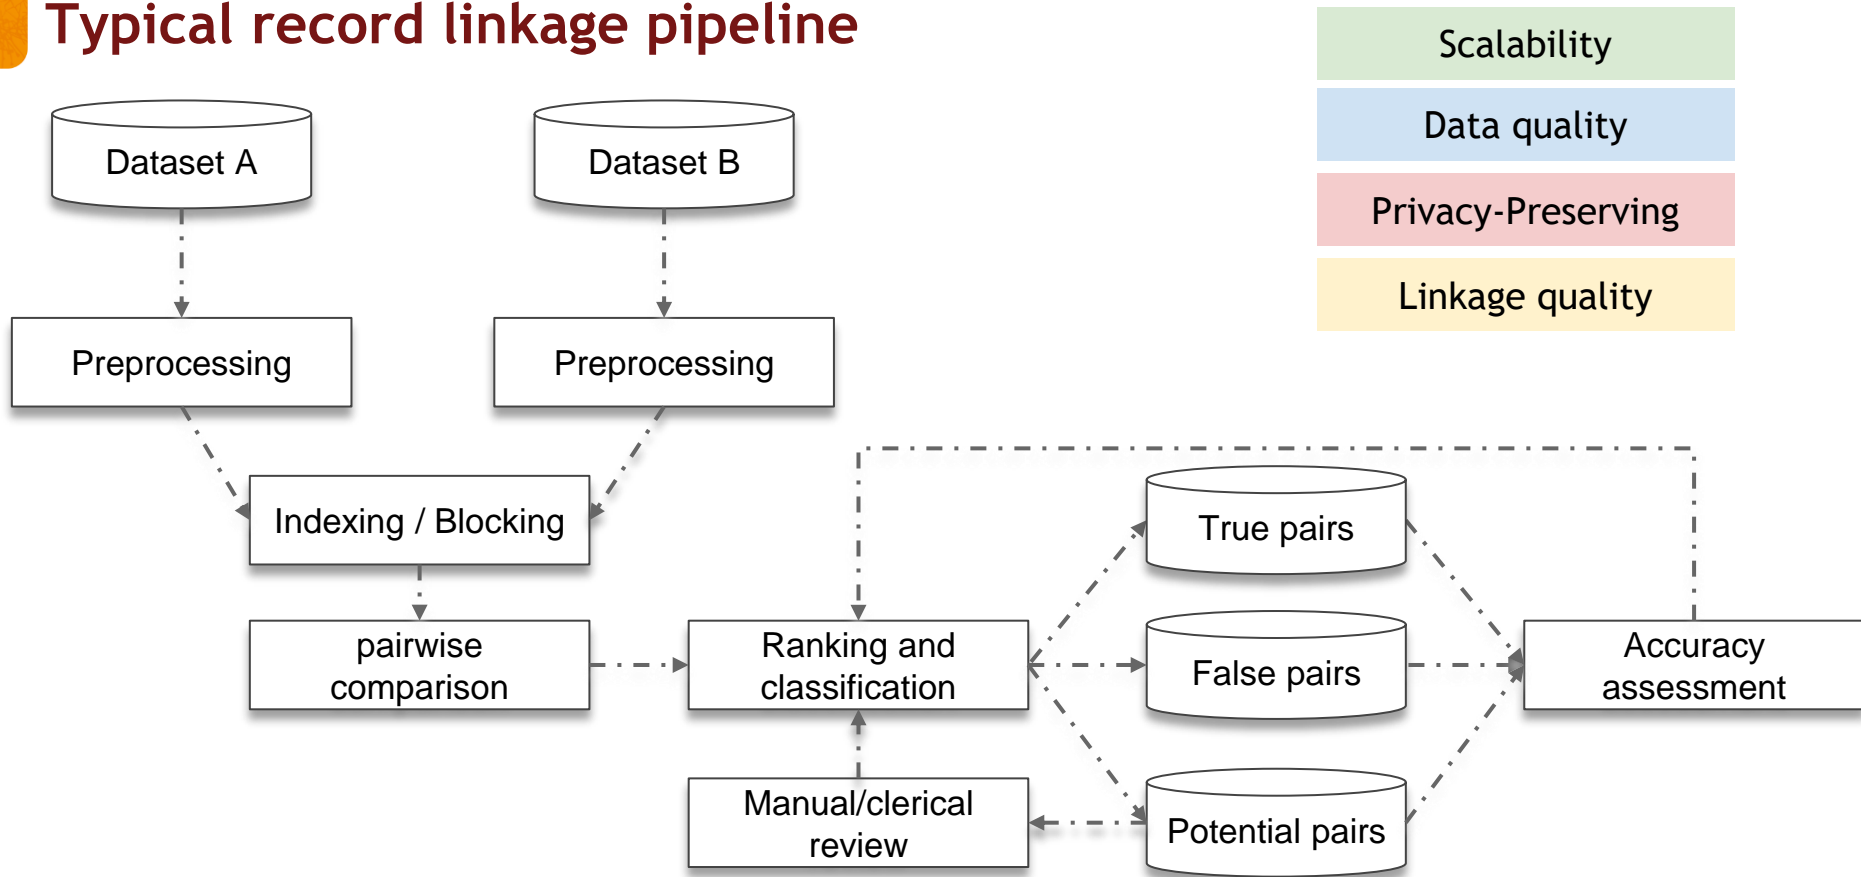 Typical record linkage pipeline
Scalability
Data quality
Privacy-Preserving
Linkage quality
Dataset A
Dataset B
Preprocessing
Preprocessing
Indexing / Blocking
pairwise
comparison
Ranking and
classification
Manual/clerical
review
True pairs
False pairs
Potential pairs
Accuracy
assessment